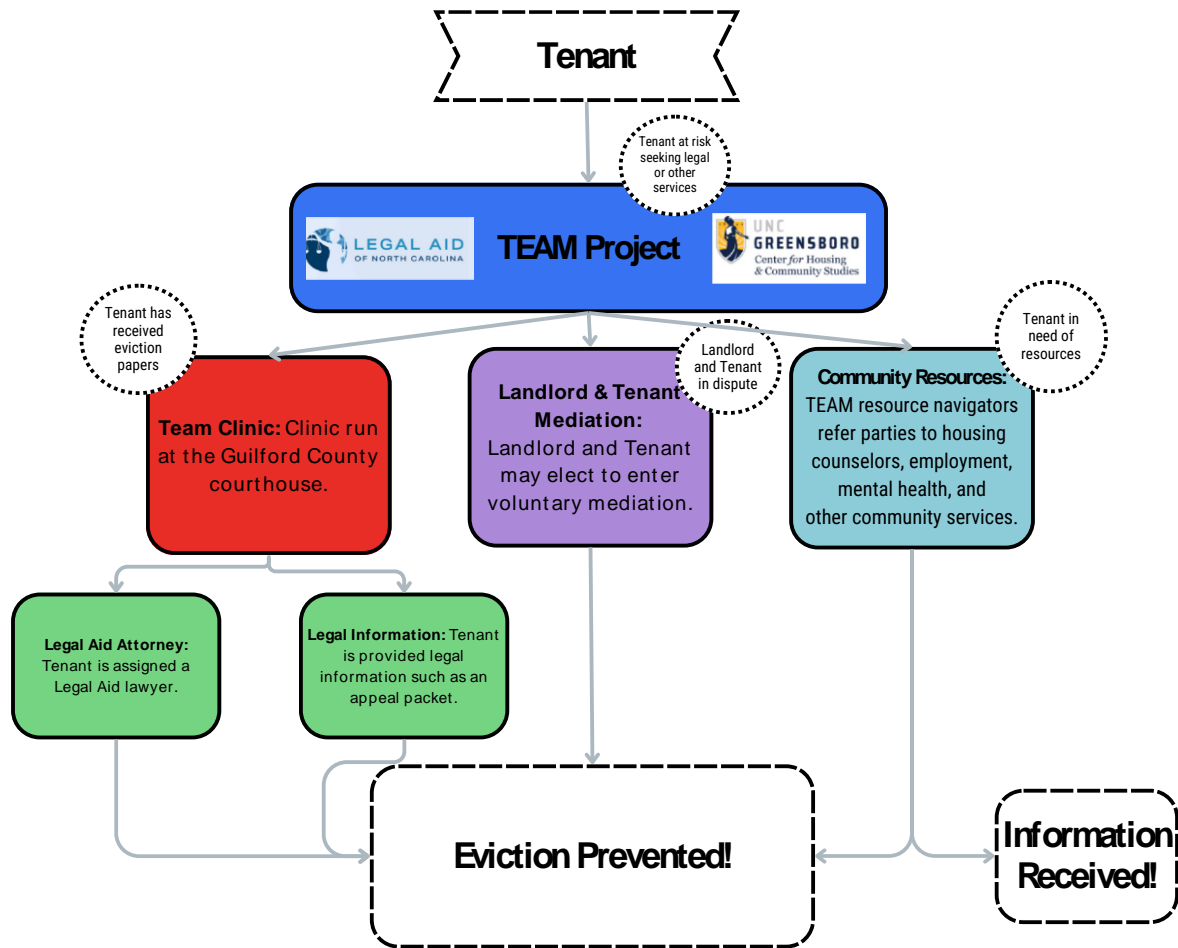 Tenant
Tenant at risk
seeking legal
or other
services
LEGAL AID
OF NORTH CAROLINA
TEAM Project
UNC
GREENSBORO
Center for Housing
& Community Studies
Tenant has
received
eviction
papers
Landlord
and Tenant
in dispute
Tenant in
need of
resources
Team Clinic: Clinic run
at the Guilford County
courthouse.
Landlord & Tenant
Mediation:
Landlord and Tenant
may elect to enter
voluntary mediation.
Community Resources:
TEAM resource navigators
refer parties to housing
counselors, employment,
mental health, and
other community services.
Legal Aid Attorney:
Tenant is assigned a
Legal Aid lawyer.
Legal Information: Tenant
is provided legal
information such as an
appeal packet.
Eviction Prevented!
Information
Received!